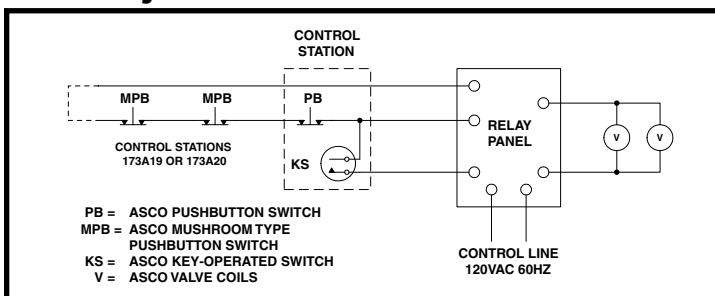 CONTROL
STATION
MPB
MPB
PB
CONTROL STATIONS
173A19 OR 173A20
KS
RELAY
PANEL
V
V
PB = ASCO PUSHBUTTON SWITCH
MPB = ASCO MUSHROOM TYPE
PUSHBUTTON SWITCH
KS = ASCO KEY-OPERATED SWITCH
V = ASCO VALVE COILS
CONTROL LINE
120VAC 60HZ